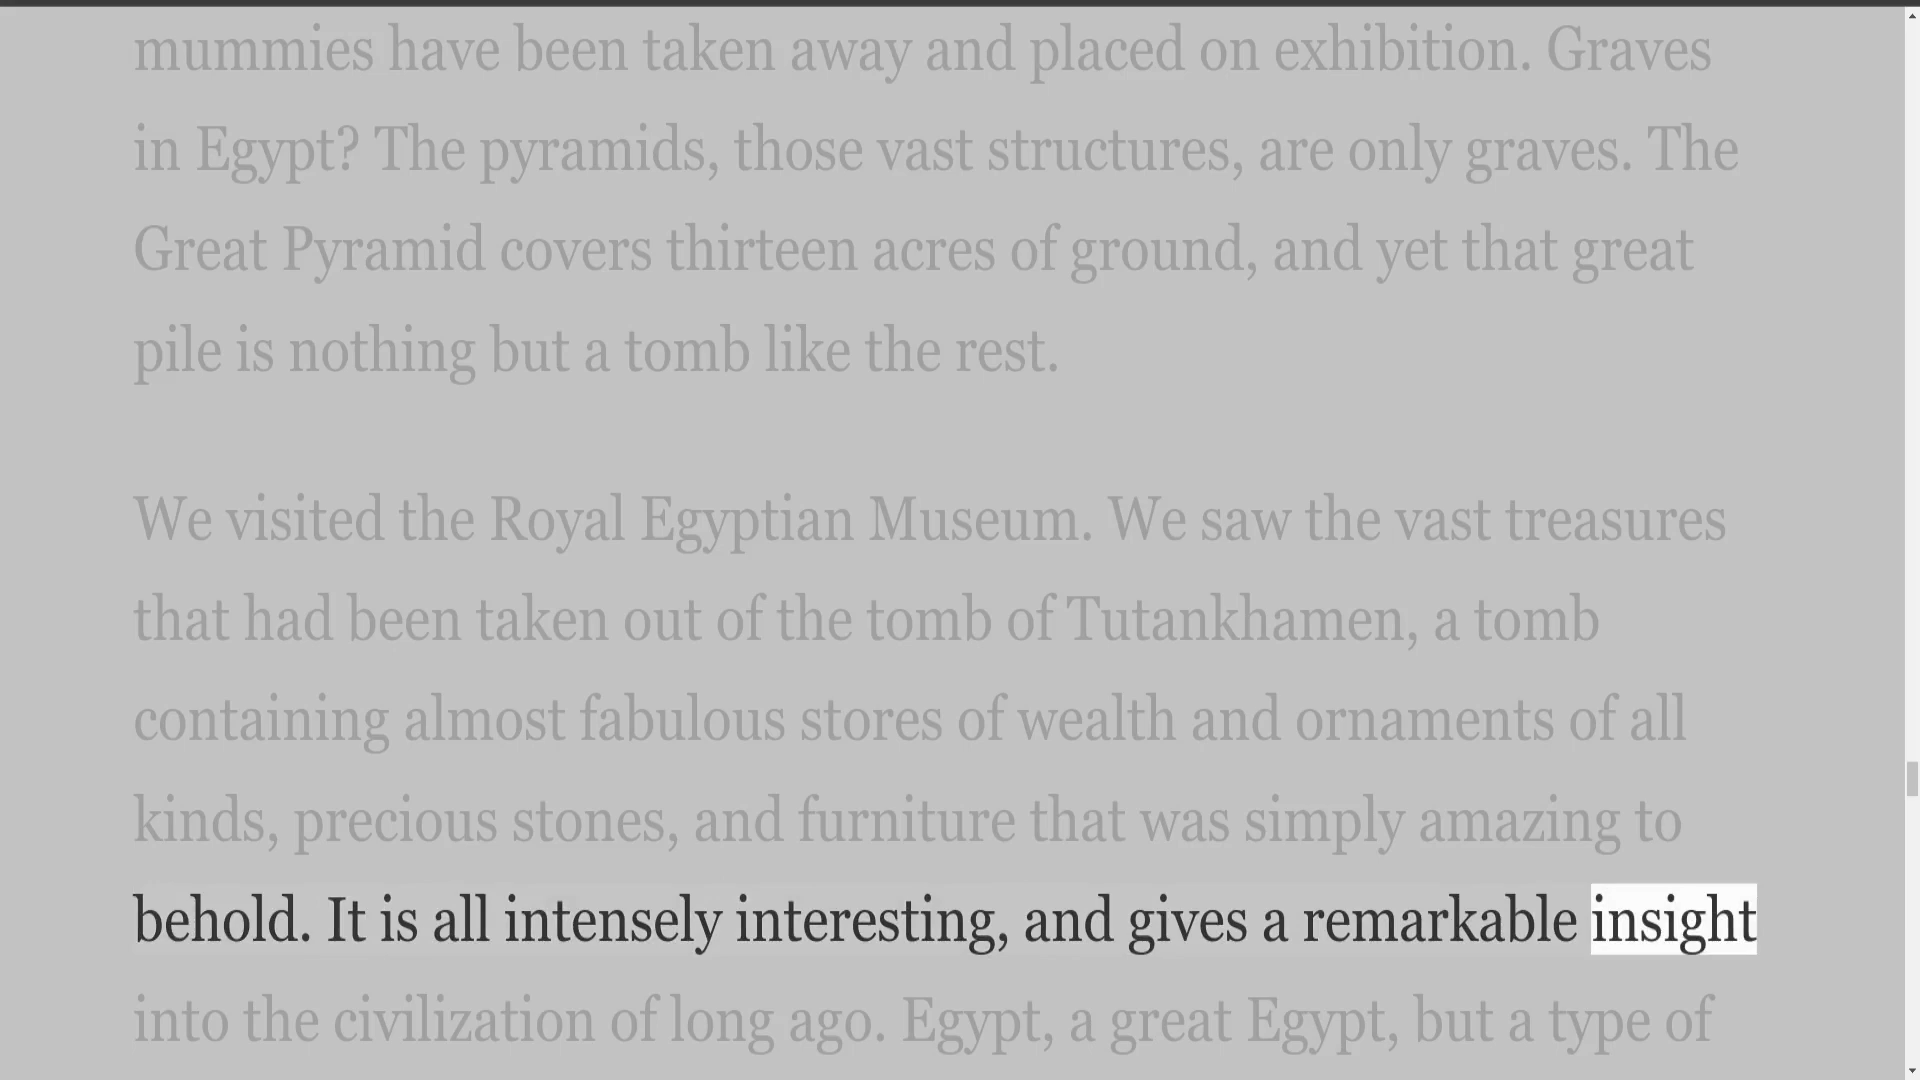 mummies have been taken away and placed on exhibition. Graves
in Egypt? The pyramids, those vast structures, are only graves. The
Great Pyramid covers thirteen acres of ground, and yet that great
pile is nothing but a tomb like the rest.
We visited the Royal Egyptian Museum. We saw the vast treasures
that had been taken out of the tomb of Tutankhamen, a tomb
containing almost fabulous stores of wealth and ornaments of all
kinds, precious stones, and furniture that was simply amazing to
behold. It is all intensely interesting, and gives a remarkable insight
into the civilization of long ago. Egypt, a great Egypt, but a type of